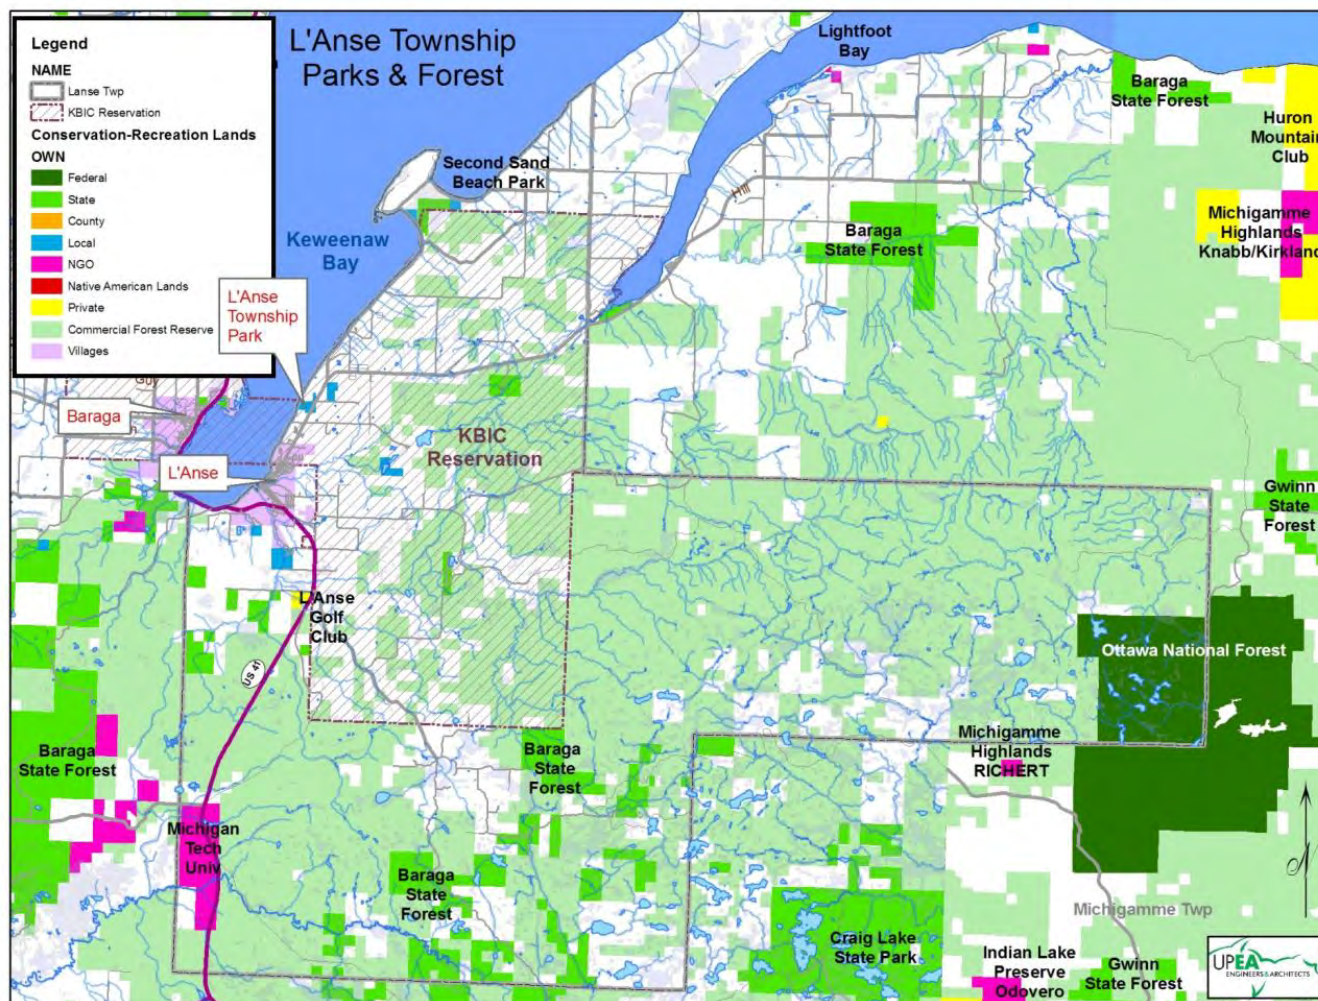 Legend
NAME
Lanse Twp
KBIC Reservation
Conservation-Recreation Lands
OWN
Federal
State
County
Local
NGO
Native American Lands
Private
Commercial Forest Reserve
Villages
L'Anse Township
Parks & Forest
Lightfoot
Bay
Baraga
State Forest
Huron
Mountain
Club
Second Sand
Beach Park
Hill
Michigamme
Highlands
Knabb/Kirkland
Baraga
State Forest
Keweenaw
Bay
L'Anse
Township
Park
Baraga
KBIC
Reservation
L'Anse
Gwinn
State
Forest
L'Anse
Golf
Club
Ottawa National Forest
US 41
Michigamme
Highlands
RICHERT
Baraga
State Forest
Baraga
State
Forest
Michigan
Tech
Univ
Baraga
State
Forest
Michigamme Twp
Craig Lake
State Park
Indian Lake
Preserve
Odovero
Gwinn
State Forest
N
UPEA
ENGINEERS & ARCHITECTS